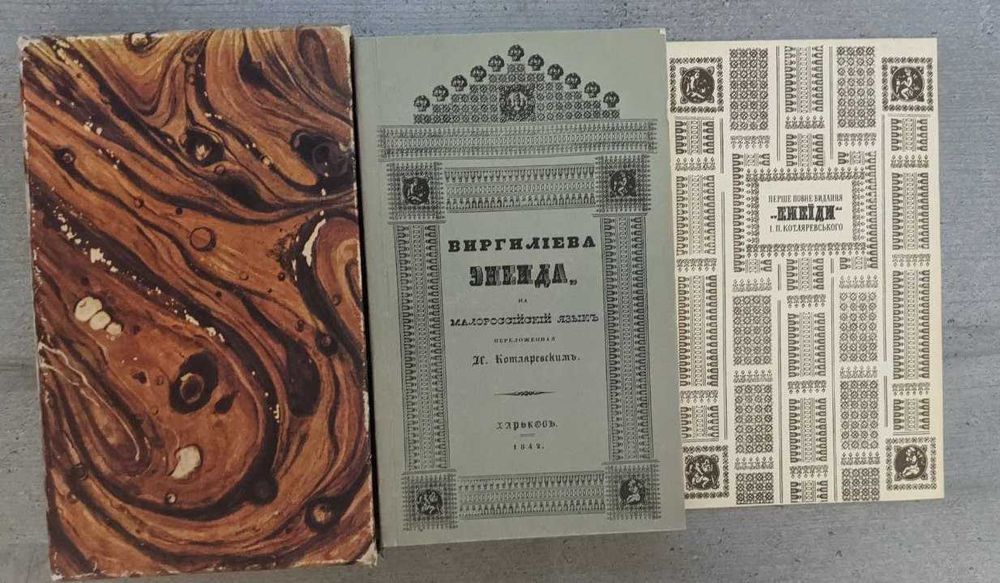 ВИРГИЛІЕВА
ЭНЕИДА,
НА
МАЛОРОССІЙСКІЙ ЯЗЫКЪ
ПЕРЕЛОЖЕННАЯ
И. Котляревскимъ.
ХАРЬКОВЪ.
1842.
ПЕРШЕ ПОВНЕ ВИДАННЯ
„ЕНЕЇДИ“
І. П. КОТЛЯРЕВСЬКОГО